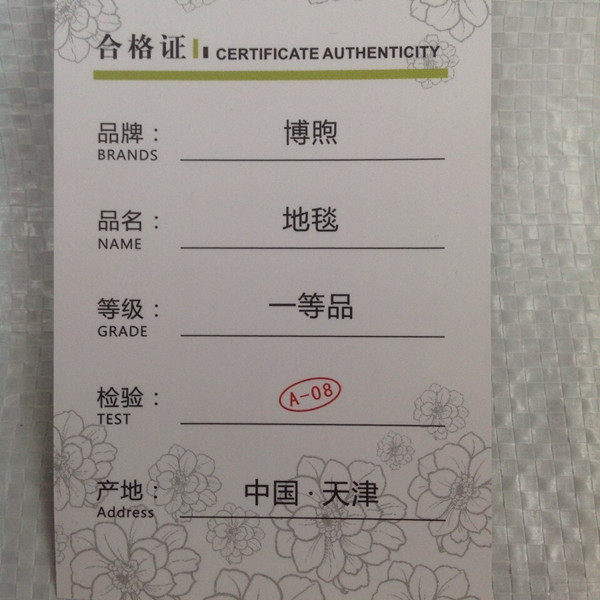 合格证 CERTIFICATE AUTHENTICITY
品牌： 博煦
BRANDS
品名： 地毯
NAME
等级： 一等品
GRADE
检验： A-08
TEST
产地： 中国·天津
Address